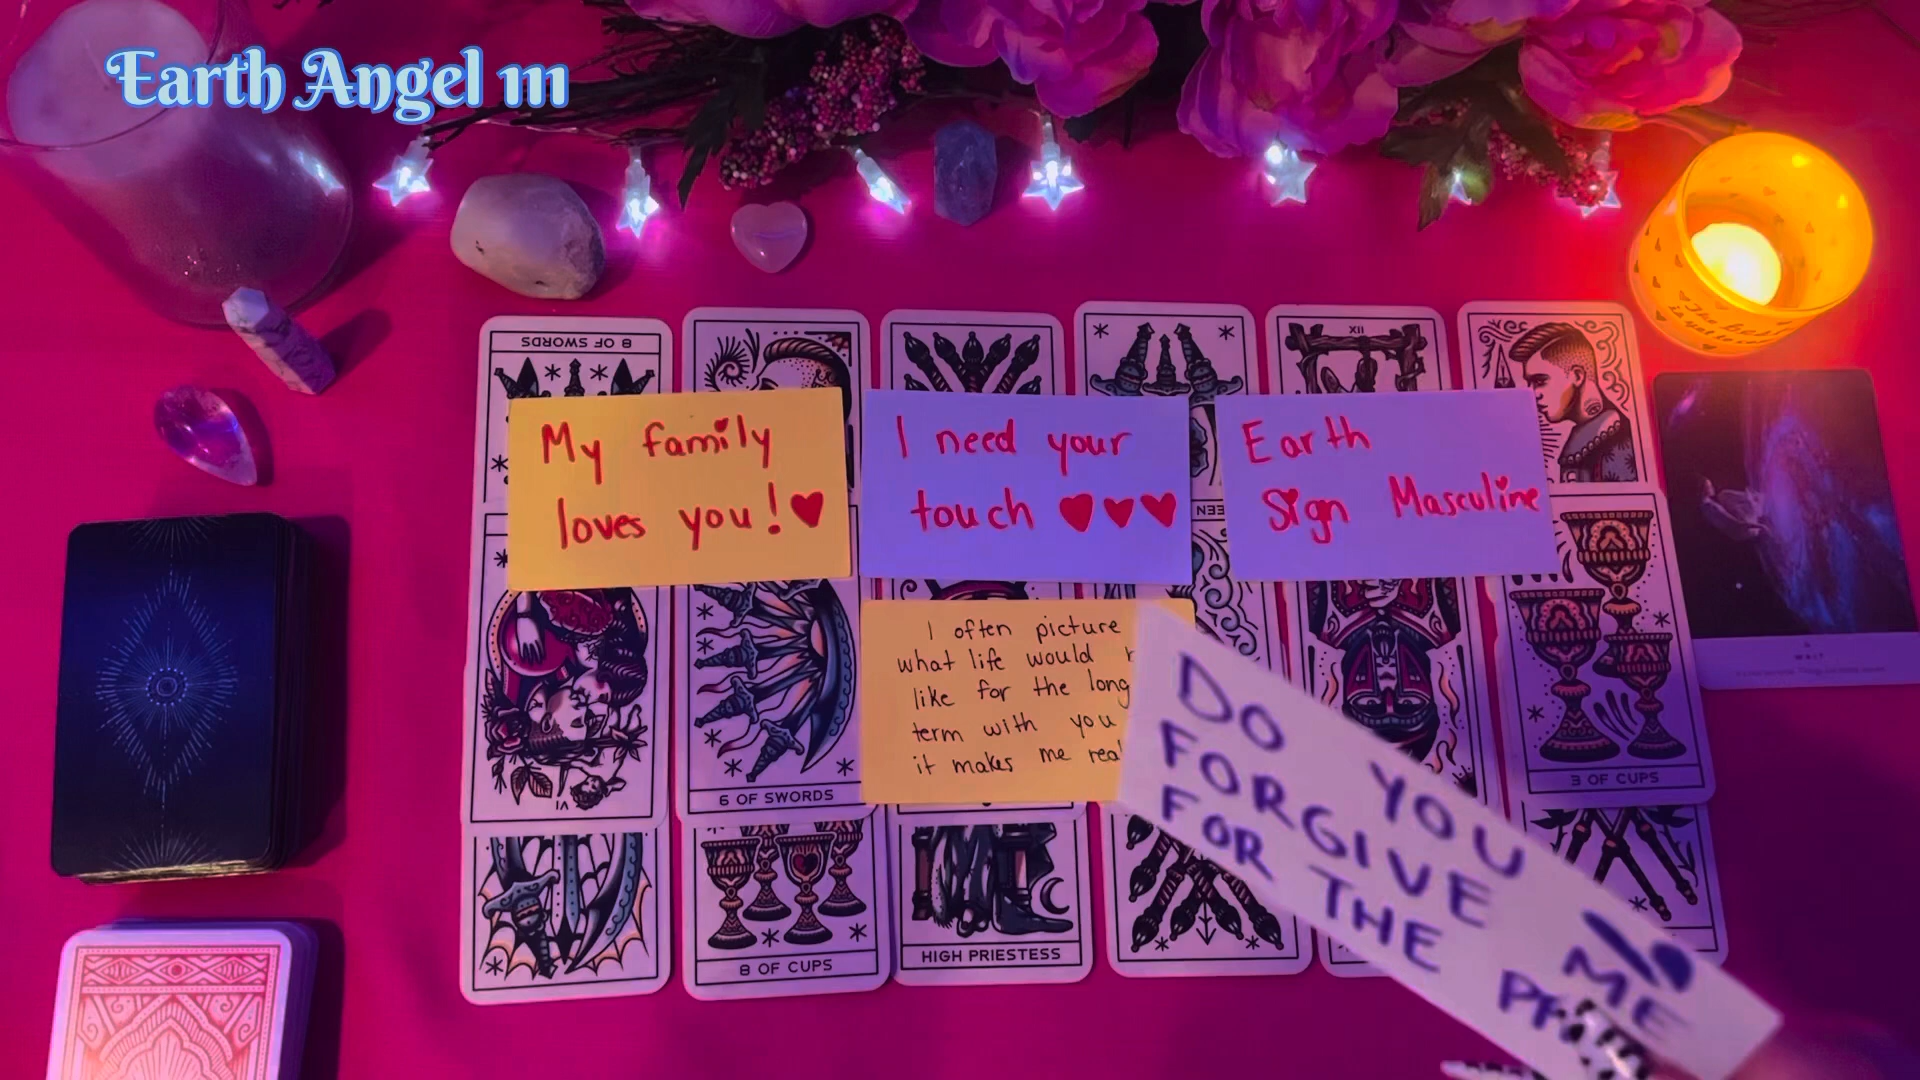 Earth Angel m
8 OF SWORDS
XII
My family
loves you!
I need your
touch
Earth
Sign Masculine
I often picture
what life would
like for the long
term with you
it makes me
DO YOU
FORGIVE ME
FOR THE
VI
6 OF SWORDS
3 OF CUPS
8 OF CUPS
HIGH PRIESTESS